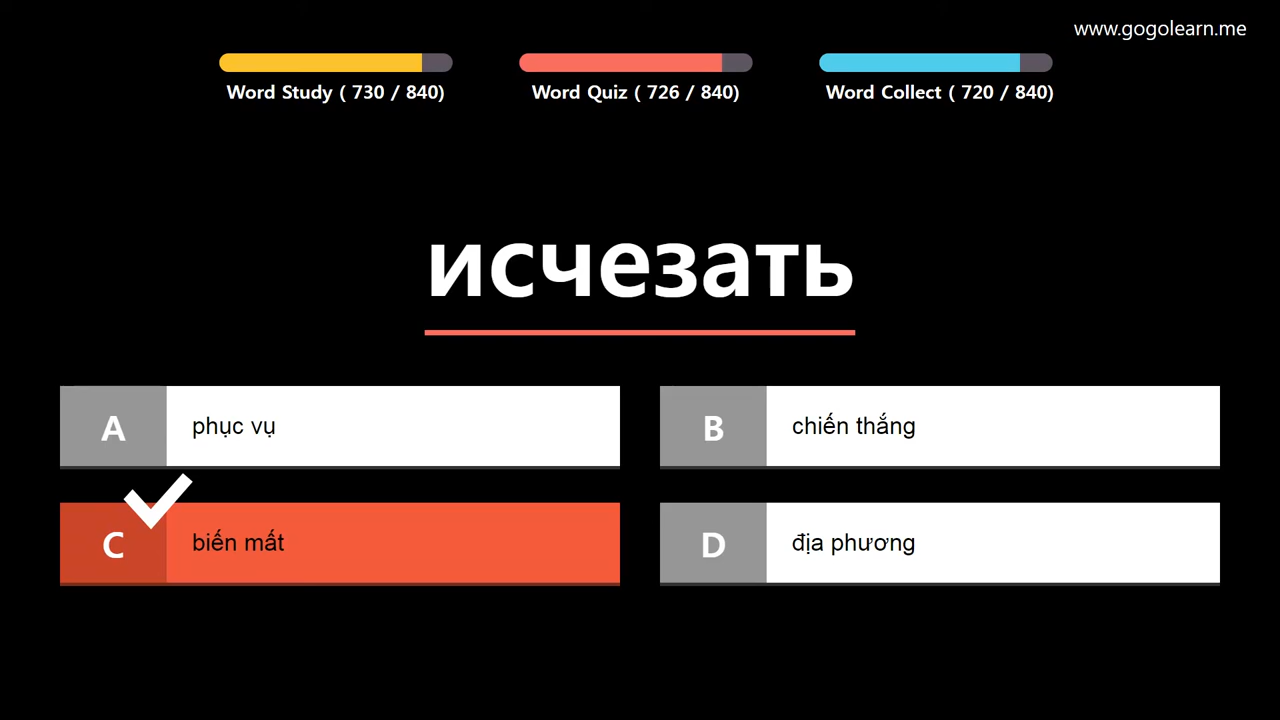 www.gogolearn.me
Word Study ( 730 / 840)
Word Quiz ( 726 / 840)
Word Collect ( 720 / 840)
исчезать
A phục vụ
B chiến thắng
C biến mất
D địa phương